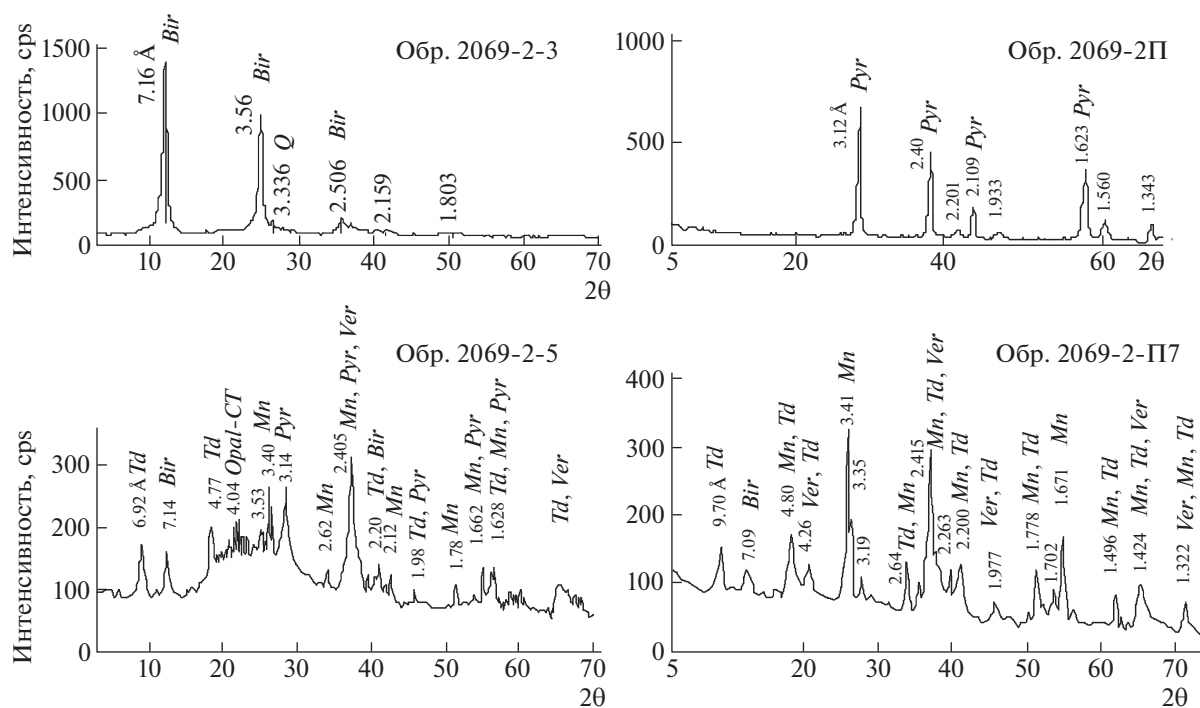 Интенсивность, cps
1500
1000
500
0
10
20
30
40
50
60
70
2θ
Обр. 2069-2-3
7.16 Å Bir
3.56 Bir
3.336 Q
2.506 Bir
2.159
1.803
1000
500
0
5
20
40
60
2θ
Обр. 2069-2П
3.12 Å Pyr
2.40 Pyr
2.201
2.109 Pyr
1.933
1.623 Pyr
1.560
1.343
Интенсивность, cps
300
200
100
0
10
20
30
40
50
60
70
2θ
Обр. 2069-2-5
6.92 Å Td
7.14 Bir
4.77 Td
4.04 Opal-CT
3.53
3.40 Mn
3.14 Pyr
2.62 Mn
2.405 Mn, Pyr, Ver
2.20 Td, Bir
2.12 Mn
1.98 Td, Pyr
1.78 Mn
1.662 Mn, Pyr
1.628 Td, Mn, Pyr
Td, Ver
400
300
200
100
0
5
20
30
40
50
60
70
2θ
Обр. 2069-2-П7
9.70 Å Td
7.09 Bir
4.80 Mn, Td
4.26 Ver, Td
3.41 Mn
3.35
3.19
2.64 Td, Mn
2.415 Mn, Td, Ver
2.263
2.200 Mn, Td
1.977 Ver, Td
1.778 Mn, Td
1.702
1.671 Mn
1.496 Mn, Td
1.424 Mn, Td, Ver
1.322 Ver, Mn, Td